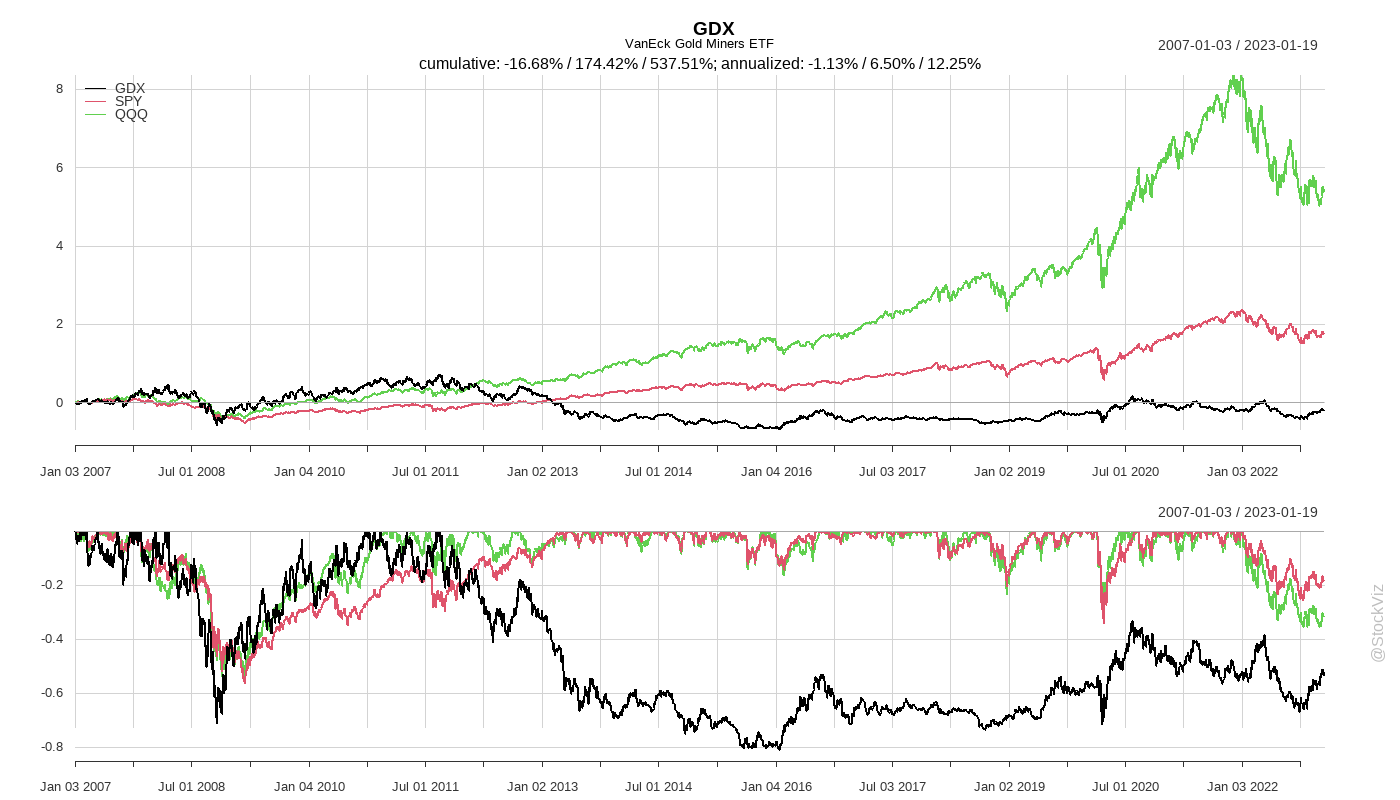 GDX
VanEck Gold Miners ETF
2007-01-03 / 2023-01-19
cumulative: -16.68% / 174.42% / 537.51%; annualized: -1.13% / 6.50% / 12.25%
GDX
SPY
QQQ
8
6
4
2
0
Jan 03 2007 Jul 01 2008 Jan 04 2010 Jul 01 2011 Jan 02 2013 Jul 01 2014 Jan 04 2016 Jul 03 2017 Jan 02 2019 Jul 01 2020 Jan 03 2022
2007-01-03 / 2023-01-19
-0.2
-0.4
-0.6
-0.8
Jan 03 2007 Jul 01 2008 Jan 04 2010 Jul 01 2011 Jan 02 2013 Jul 01 2014 Jan 04 2016 Jul 03 2017 Jan 02 2019 Jul 01 2020 Jan 03 2022
@StockViz